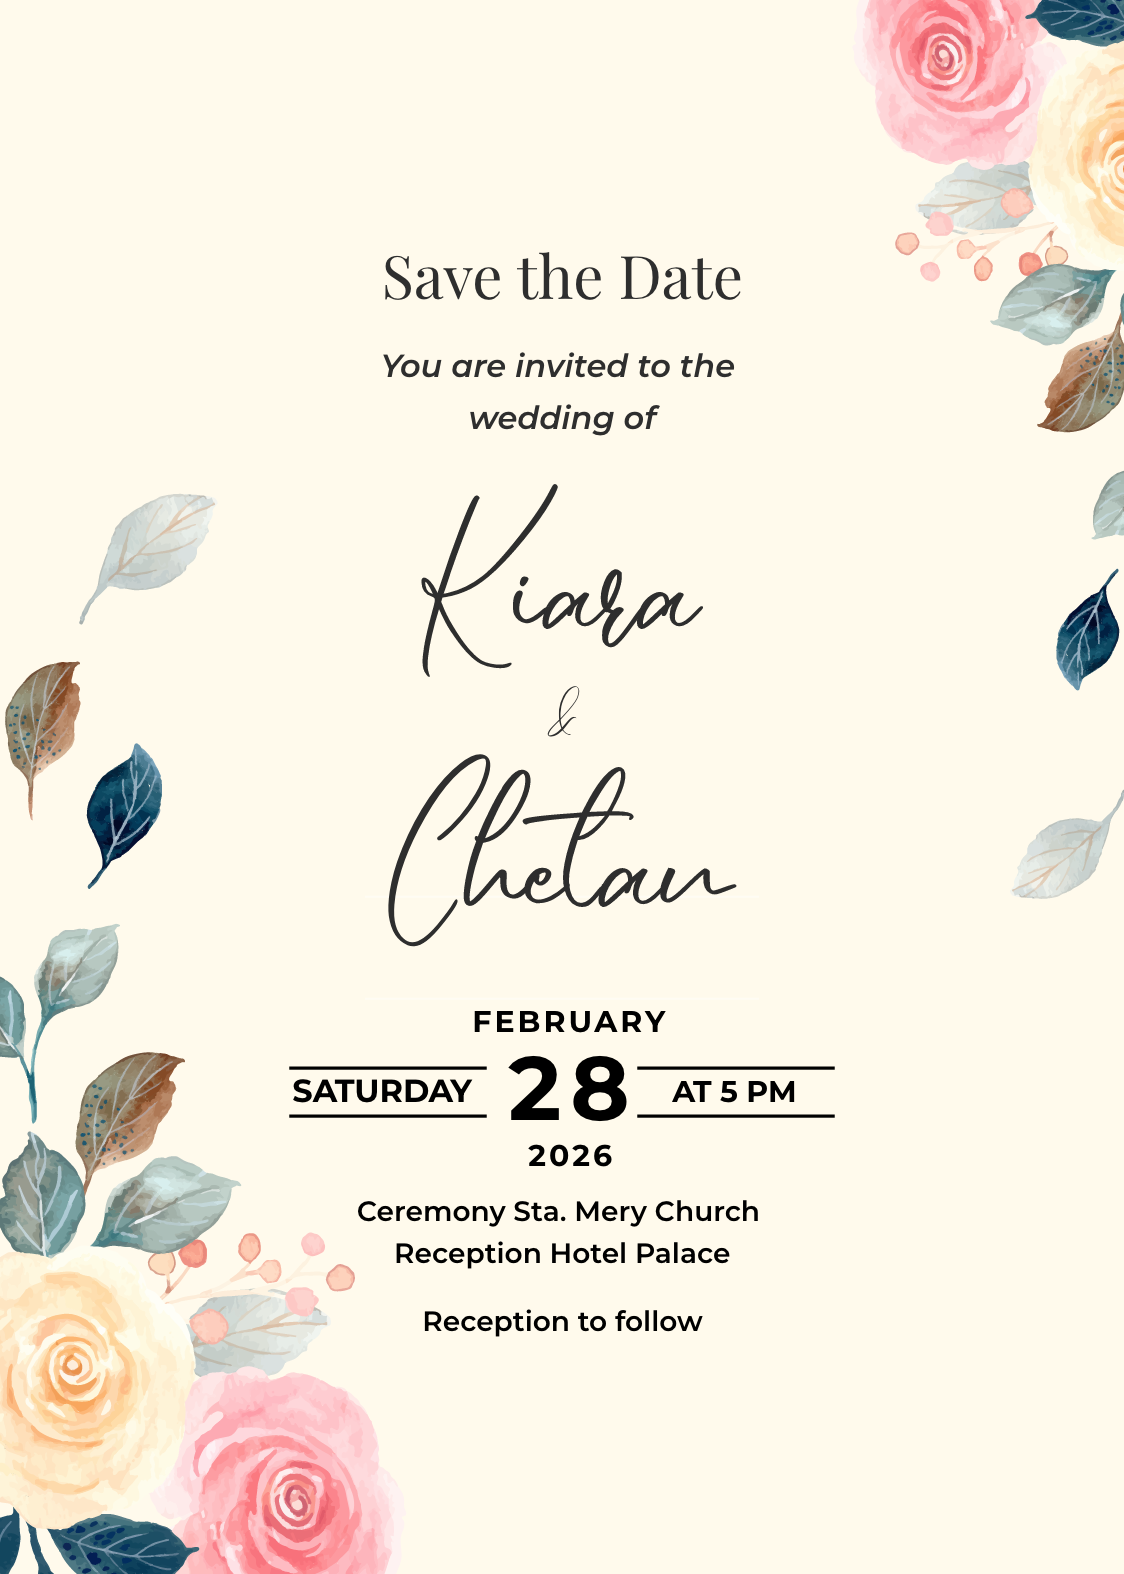 Save the Date
You are invited to the
wedding of
Kiara
&
Chetan
FEBRUARY
SATURDAY 28 AT 5 PM
2026
Ceremony Sta. Mery Church
Reception Hotel Palace
Reception to follow